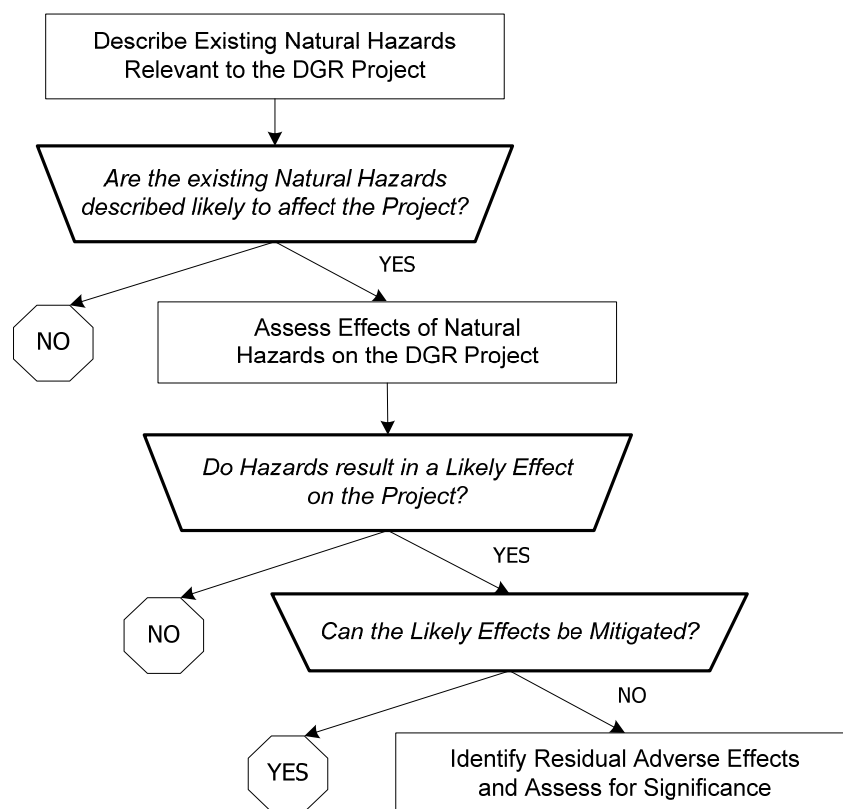 Describe Existing Natural Hazards
Relevant to the DGR Project
Are the existing Natural Hazards
described likely to affect the Project?
YES
NO
Assess Effects of Natural
Hazards on the DGR Project
Do Hazards result in a Likely Effect
on the Project?
YES
NO
Can the Likely Effects be Mitigated?
NO
YES
Identify Residual Adverse Effects
and Assess for Significance